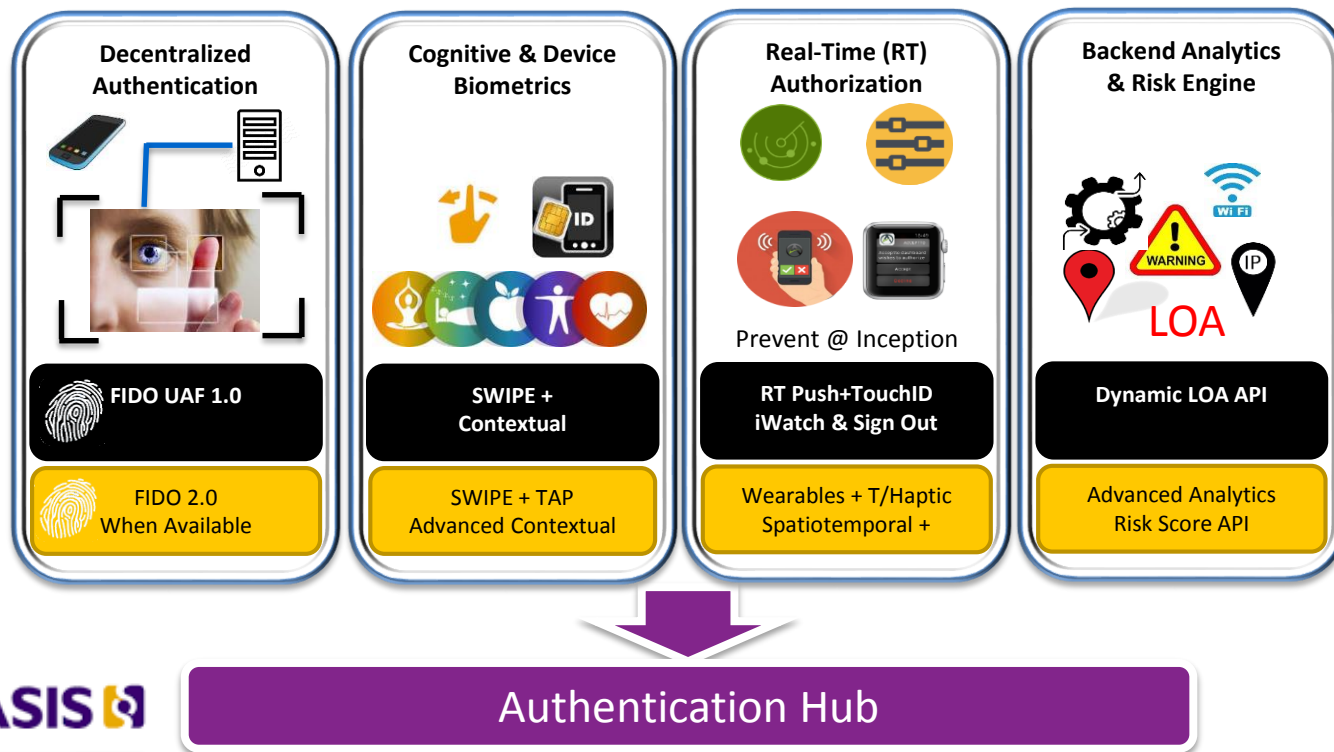 Decentralized
Authentication
FIDO UAF 1.0
FIDO 2.0
When Available
Cognitive & Device
Biometrics
ID
SWIPE +
Contextual
SWIPE + TAP
Advanced Contextual
Real-Time (RT)
Authorization
Prevent @ Inception
RT Push+TouchID
iWatch & Sign Out
Wearables + T/Haptic
Spatiotemporal +
Backend Analytics
& Risk Engine
Wi Fi
WARNING
IP
LOA
Dynamic LOA API
Advanced Analytics
Risk Score API
Authentication Hub
ASIS